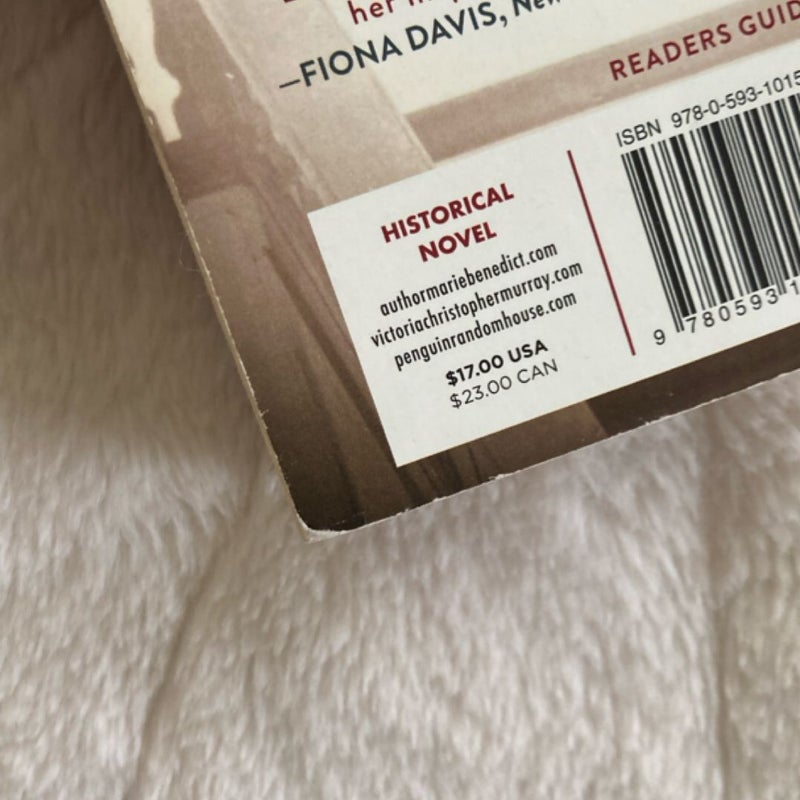 her
—FIONA DAVIS, New
READERS GUID
HISTORICAL
NOVEL
authormariebenedict.com
victoriachristophermurray.com
penguinrandomhouse.com
$17.00 USA
$23.00 CAN
ISBN 978-0-593-1015
9 780593 1